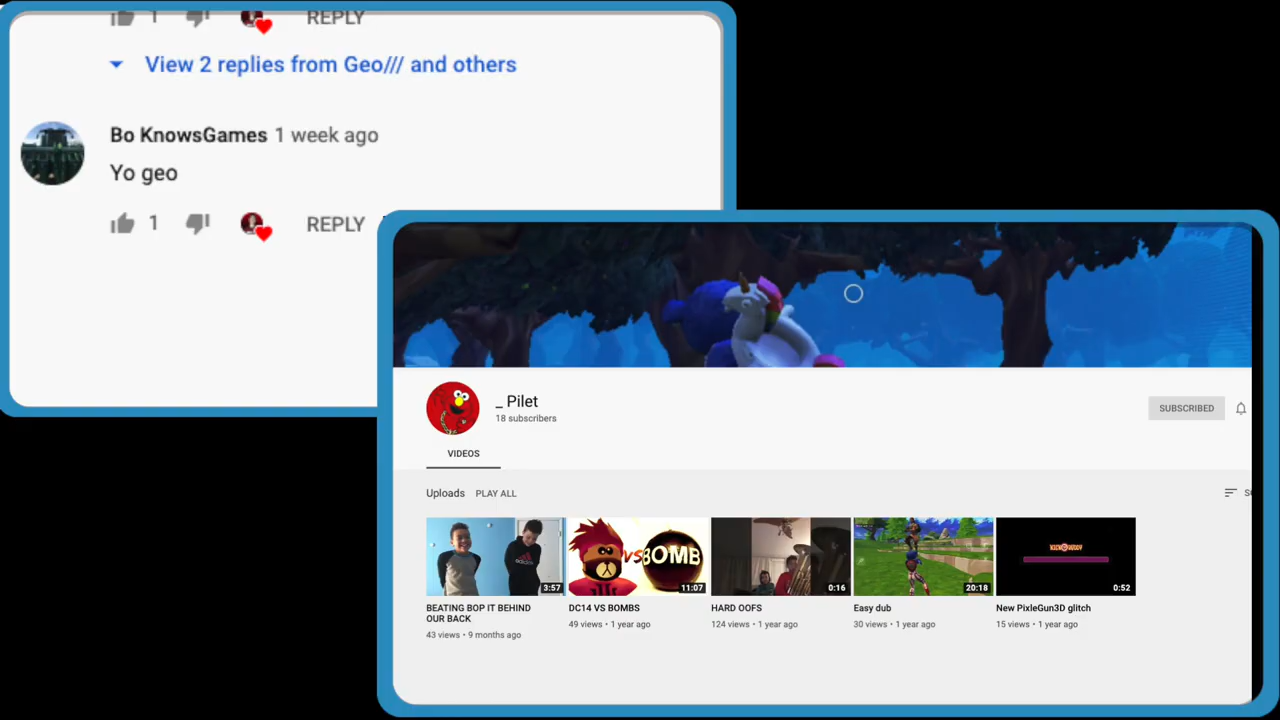 1 REPLY
View 2 replies from Geo/// and others
Bo KnowsGames 1 week ago
Yo geo
1 REPLY
_ Pilet
18 subscribers
SUBSCRIBED
VIDEOS
Uploads PLAY ALL
adidas
3:57
VS BOMB
11:07
0:16
20:18
0:52
BEATING BOP IT BEHIND
OUR BACK
43 views • 9 months ago
DC14 VS BOMBS
49 views • 1 year ago
HARD OOFS
124 views • 1 year ago
Easy dub
30 views • 1 year ago
New PixleGun3D glitch
15 views • 1 year ago